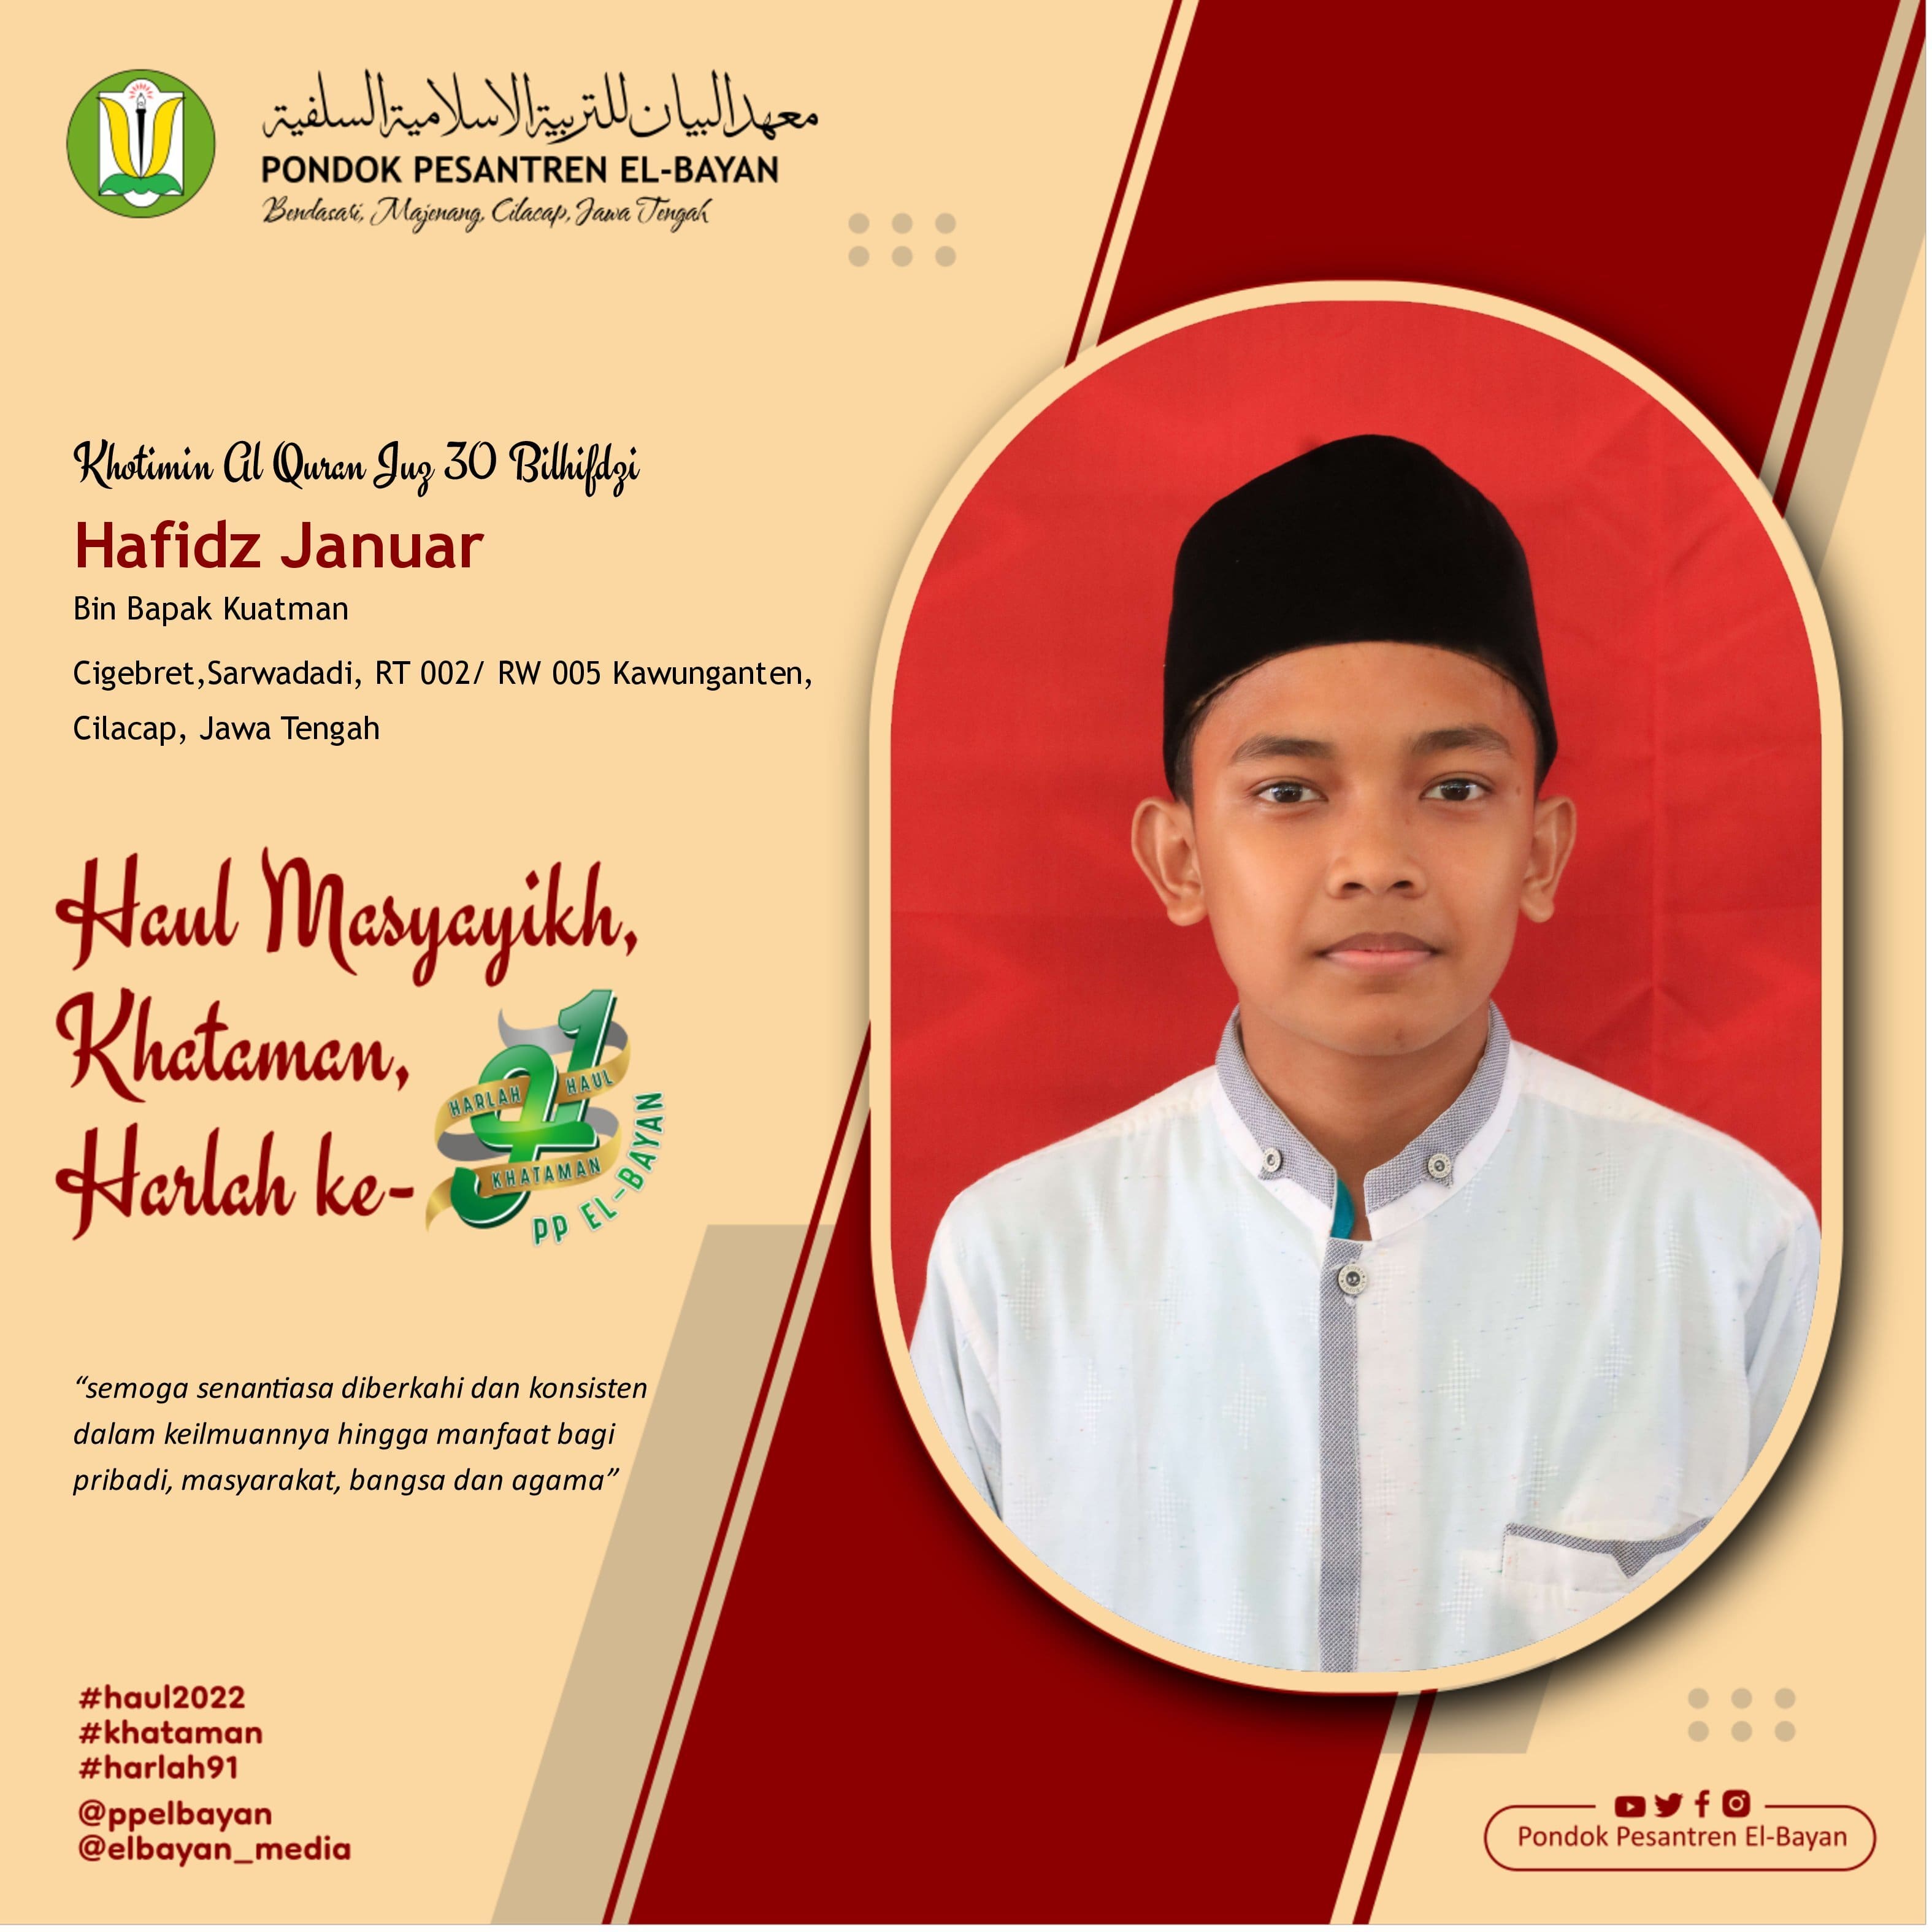 معهد البيان للتربية الاسلامية السلفية
PONDOK PESANTREN EL-BAYAN
Bendasari, Majenang, Cilacap, Jawa Tengah
Khotimin Al Quran Juz 30 Bilhifdzi
Hafidz Januar
Bin Bapak Kuatman
Cigebret,Sarwadadi, RT 002/ RW 005 Kawunganten,
Cilacap, Jawa Tengah
Haul Masyayikh,
Khataman,
Harlah ke-
91
HARLAH HAUL
KHATAMAN
PP EL-BAYAN
“semoga senantiasa diberkahi dan konsisten
dalam keilmuannya hingga manfaat bagi
pribadi, masyarakat, bangsa dan agama”
#haul2022
#khataman
#harlah91
@ppelbayan
@elbayan_media
Pondok Pesantren El-Bayan